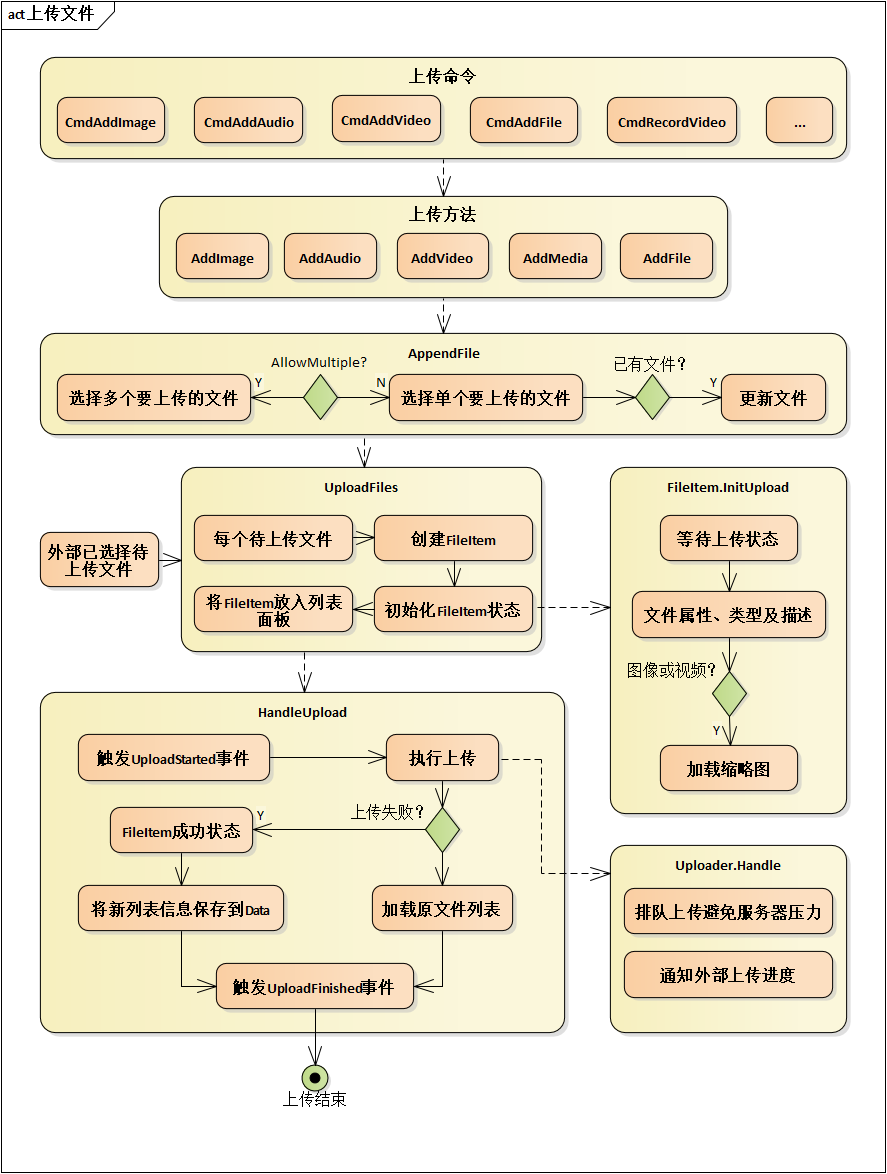 act 上传文件
上传命令
CmdAddImage
CmdAddAudio
CmdAddVideo
CmdAddFile
CmdRecordVideo
...
上传方法
AddImage
AddAudio
AddVideo
AddMedia
AddFile
AppendFile
AllowMultiple?
已有文件?
选择多个要上传的文件
Y
N
选择单个要上传的文件
Y
更新文件
UploadFiles
外部已选择待
上传文件
每个待上传文件
创建FileItem
将FileItem放入列表
面板
初始化FileItem状态
FileItem.InitUpload
等待上传状态
文件属性、类型及描述
图像或视频?
Y
加载缩略图
HandleUpload
触发UploadStarted事件
执行上传
上传失败?
Y
FileItem成功状态
将新列表信息保存到Data
加载原文件列表
触发UploadFinished事件
Uploader.Handle
排队上传避免服务器压力
通知外部上传进度
上传结束